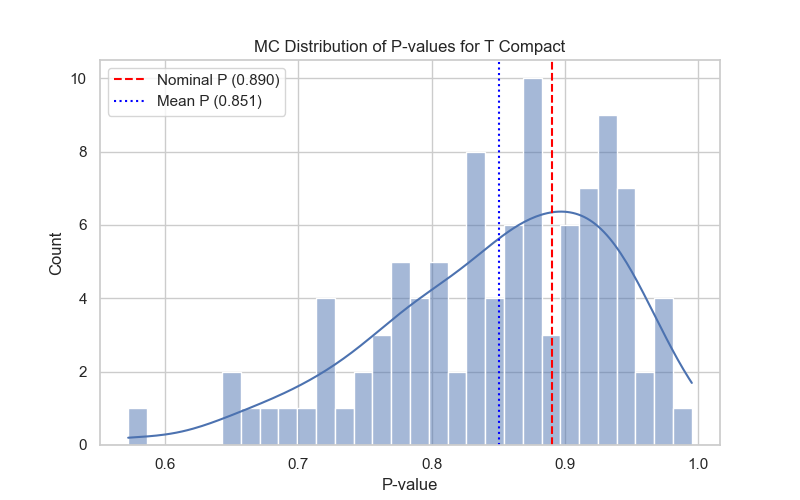 MC Distribution of P-values for T Compact
Nominal P (0.890)
Mean P (0.851)
Count
10
8
6
4
2
0
0.6 0.7 0.8 0.9 1.0
P-value